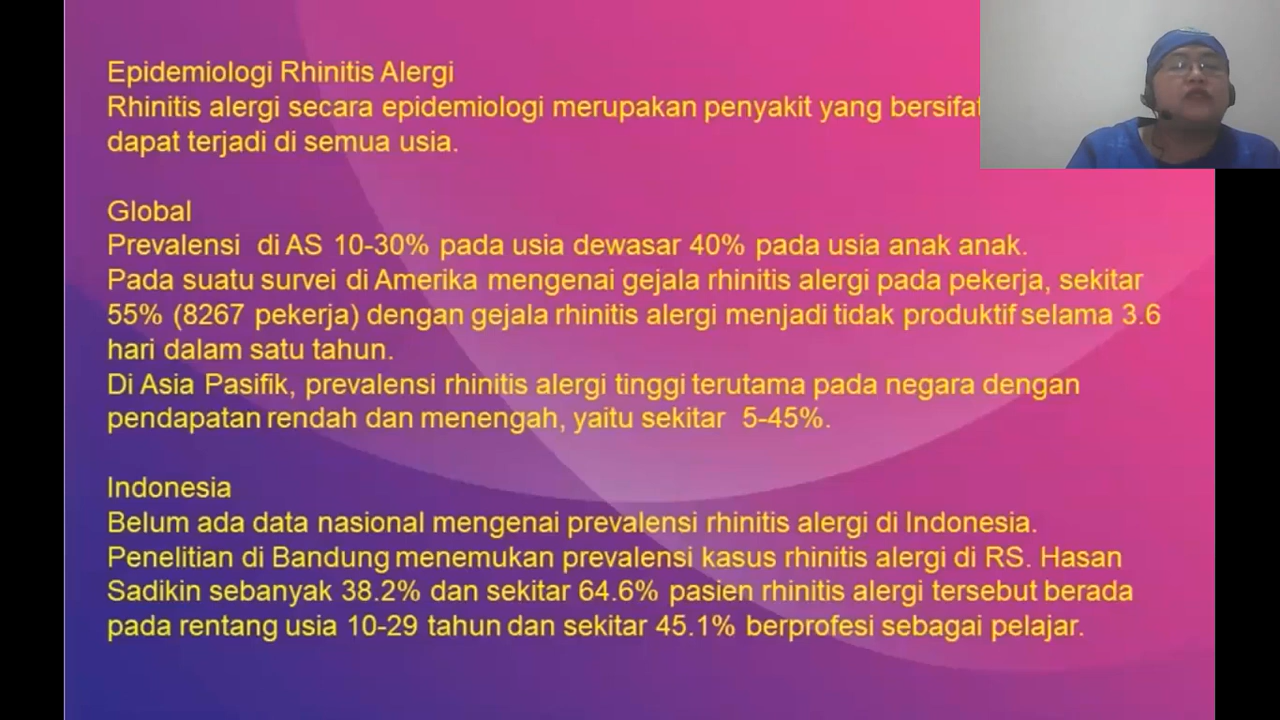 Epidemiologi Rhinitis Alergi
Rhinitis alergi secara epidemiologi merupakan penyakit yang bersifat
dapat terjadi di semua usia.
Global
Prevalensi di AS 10-30% pada usia dewasar 40% pada usia anak anak.
Pada suatu survei di Amerika mengenai gejala rhinitis alergi pada pekerja, sekitar
55% (8267 pekerja) dengan gejala rhinitis alergi menjadi tidak produktif selama 3.6
hari dalam satu tahun.
Di Asia Pasifik, prevalensi rhinitis alergi tinggi terutama pada negara dengan
pendapatan rendah dan menengah, yaitu sekitar 5-45%.
Indonesia
Belum ada data nasional mengenai prevalensi rhinitis alergi di Indonesia.
Penelitian di Bandung menemukan prevalensi kasus rhinitis alergi di RS. Hasan
Sadikin sebanyak 38.2% dan sekitar 64.6% pasien rhinitis alergi tersebut berada
pada rentang usia 10-29 tahun dan sekitar 45.1% berprofesi sebagai pelajar.